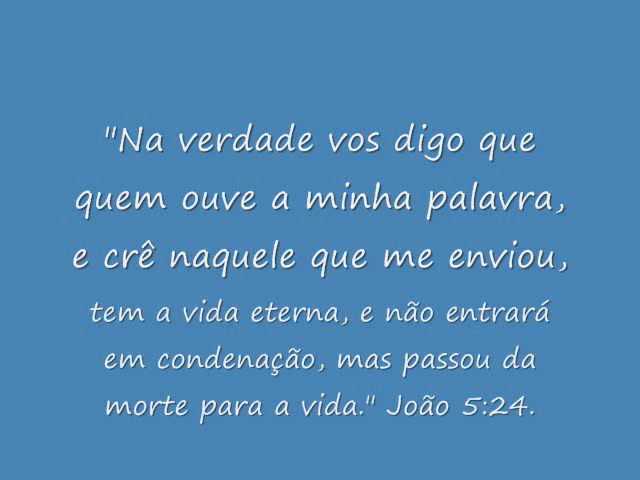 "Na verdade vos digo que
quem ouve a minha palavra,
e crê naquele que me enviou,
tem a vida eterna, e não entrará
em condenação, mas passou da
morte para a vida." João 5:24.